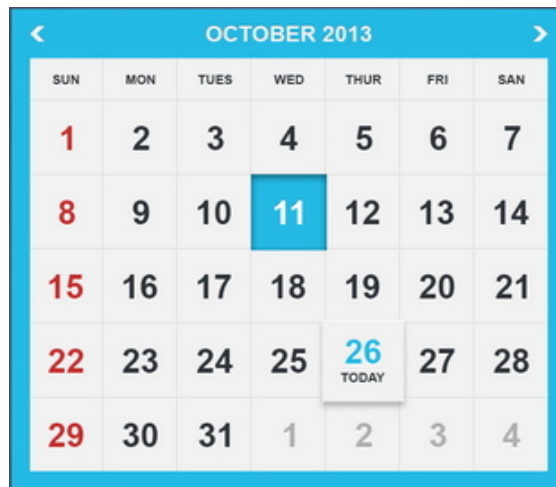 OCTOBER 2013
SUN MON TUES WED THUR FRI SAN
1 2 3 4 5 6 7
8 9 10 11 12 13 14
15 16 17 18 19 20 21
22 23 24 25 26 27 28
TODAY
29 30 31 1 2 3 4